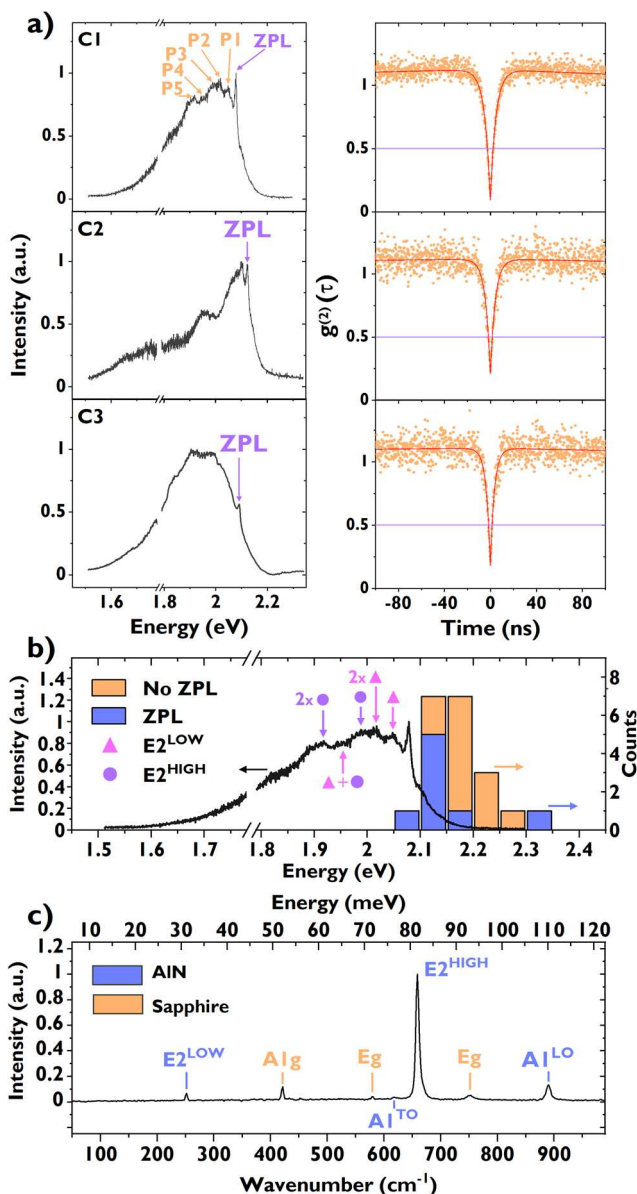 a)
C1
P5
P4
P3
P2
P1
ZPL
1
0.5
0
C2
ZPL
1
0.5
0
C3
ZPL
1
0.5
0
1.6
1.8
2
2.2
Energy (eV)
Intensity (a.u.)
1
0.5
0
1
0.5
0
1
0.5
0
-80
-40
0
40
80
Time (ns)
g(2)(τ)
b)
No ZPL
ZPL
E2LOW
E2HIGH
2x
2x
+
Intensity (a.u.)
1.4
1.2
1
0.8
0.6
0.4
0.2
0
8
6
4
2
0
Counts
1.5
1.6
1.7
1.8
1.9
2
2.1
2.2
2.3
2.4
Energy (eV)
c)
Energy (meV)
10
20
30
40
50
60
70
80
90
100
110
120
AlN
Sapphire
E2LOW
A1g
Eg
A1TO
E2HIGH
Eg
A1LO
Intensity (a.u.)
1.2
1
0.8
0.6
0.4
0.2
0
100
200
300
400
500
600
700
800
900
Wavenumber (cm-1)